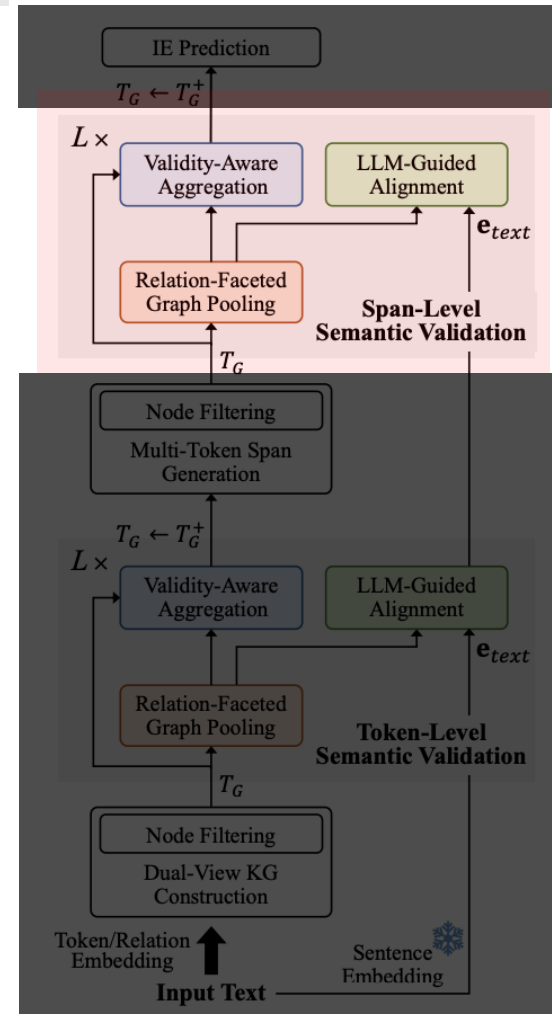 IE Prediction
T_G ← T_G^+
L ×
Validity-Aware
Aggregation
LLM-Guided
Alignment
e_text
Relation-Faceted
Graph Pooling
Span-Level
Semantic Validation
T_G
Node Filtering
Multi-Token Span
Generation
T_G ← T_G^+
L ×
Validity-Aware
Aggregation
LLM-Guided
Alignment
e_text
Relation-Faceted
Graph Pooling
Token-Level
Semantic Validation
T_G
Node Filtering
Dual-View KG
Construction
Token/Relation
Embedding
Sentence
Embedding
Input Text